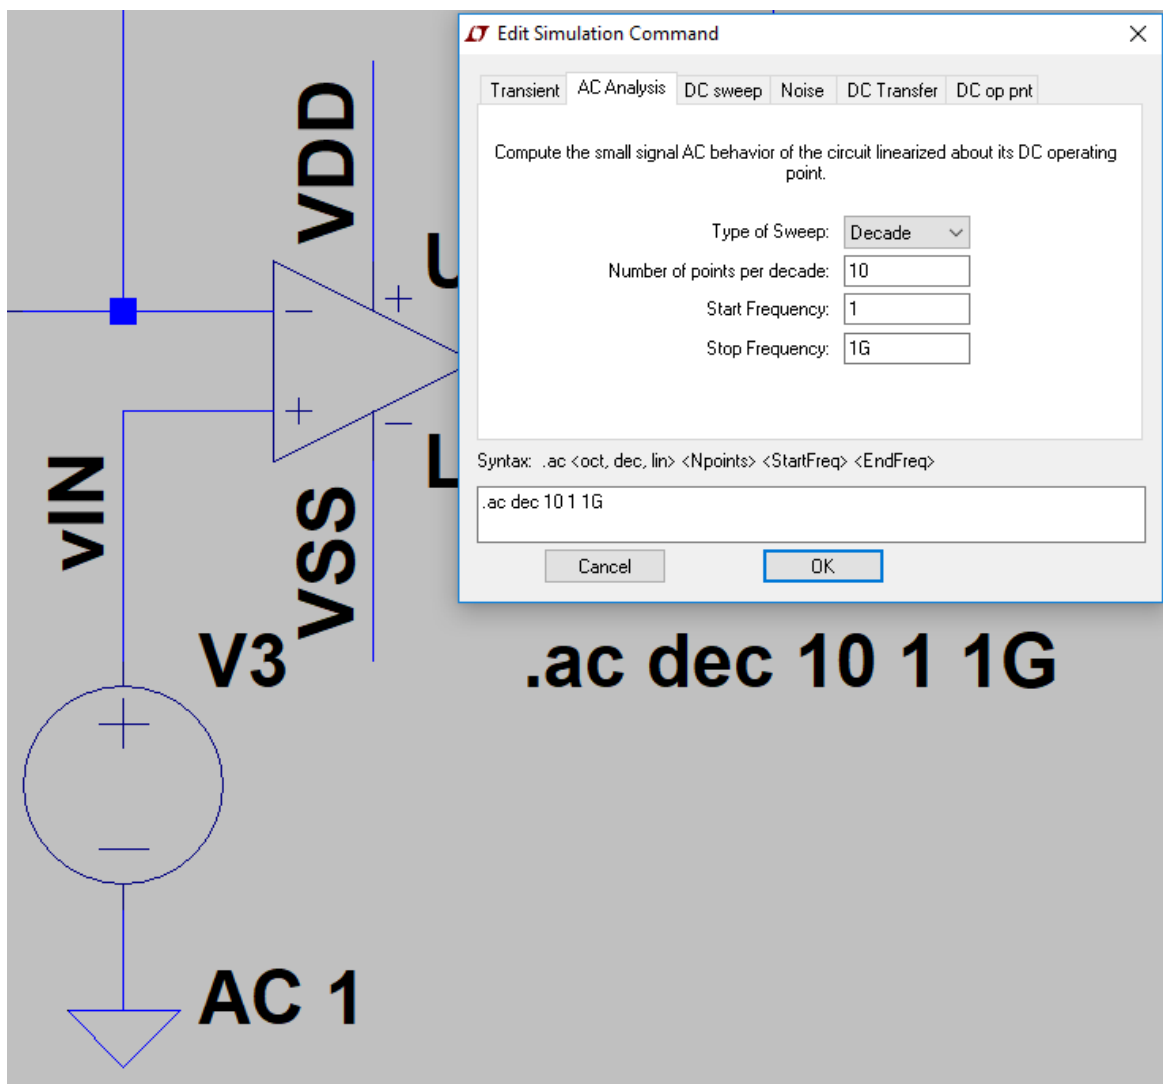 Edit Simulation Command
Transient AC Analysis DC sweep Noise DC Transfer DC op pnt
Compute the small signal AC behavior of the circuit linearized about its DC operating
point.
Type of Sweep: Decade
Number of points per decade: 10
Start Frequency: 1
Stop Frequency: 1G
Syntax: .ac <oct, dec, lin> <Npoints> <StartFreq> <EndFreq>
.ac dec 10 1 1G
Cancel OK
VDD
vIN
VSS
V3
.ac dec 10 1 1G
AC 1